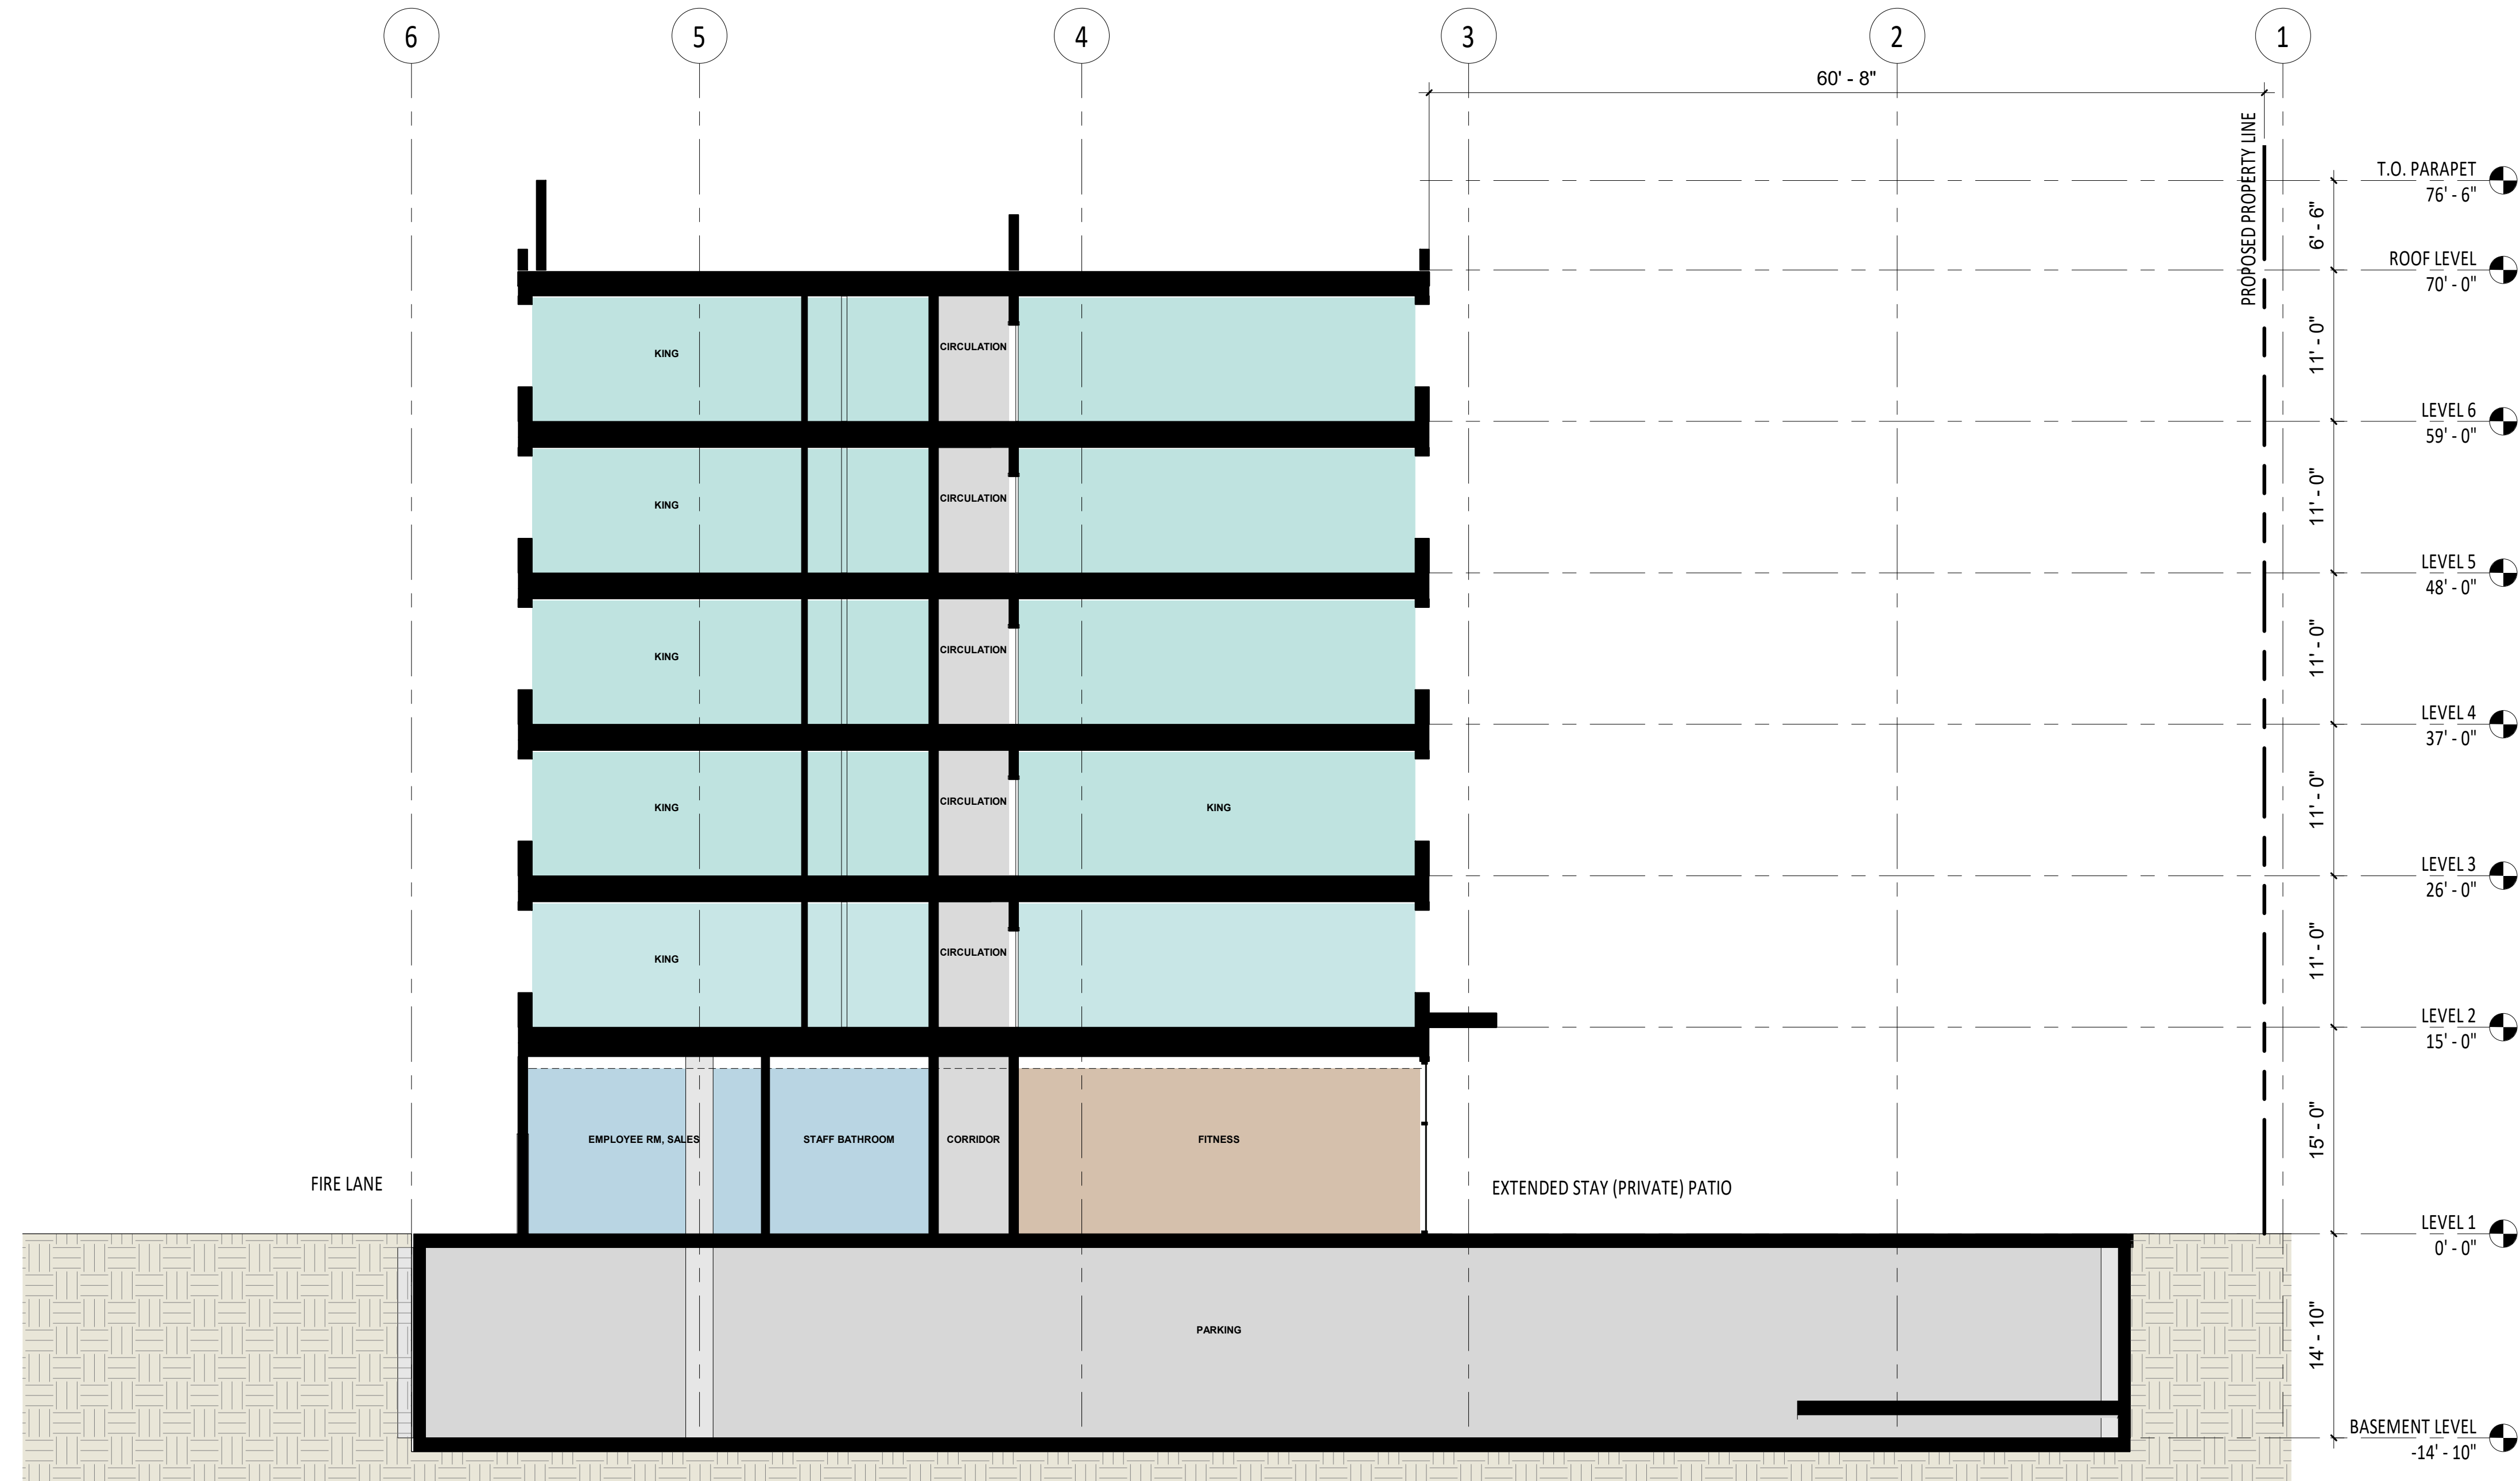 6
5
4
3
2
1
60' - 8"
PROPOSED PROPERTY LINE
T.O. PARAPET
76' - 6"
6' - 6"
ROOF LEVEL
70' - 0"
11' - 0"
KING
CIRCULATION
LEVEL 6
59' - 0"
11' - 0"
KING
CIRCULATION
LEVEL 5
48' - 0"
11' - 0"
KING
CIRCULATION
LEVEL 4
37' - 0"
11' - 0"
KING
CIRCULATION
KING
LEVEL 3
26' - 0"
11' - 0"
KING
CIRCULATION
LEVEL 2
15' - 0"
15' - 0"
EMPLOYEE RM, SALES
STAFF BATHROOM
CORRIDOR
FITNESS
FIRE LANE
EXTENDED STAY (PRIVATE) PATIO
LEVEL 1
0' - 0"
14' - 10"
PARKING
BASEMENT LEVEL
-14' - 10"